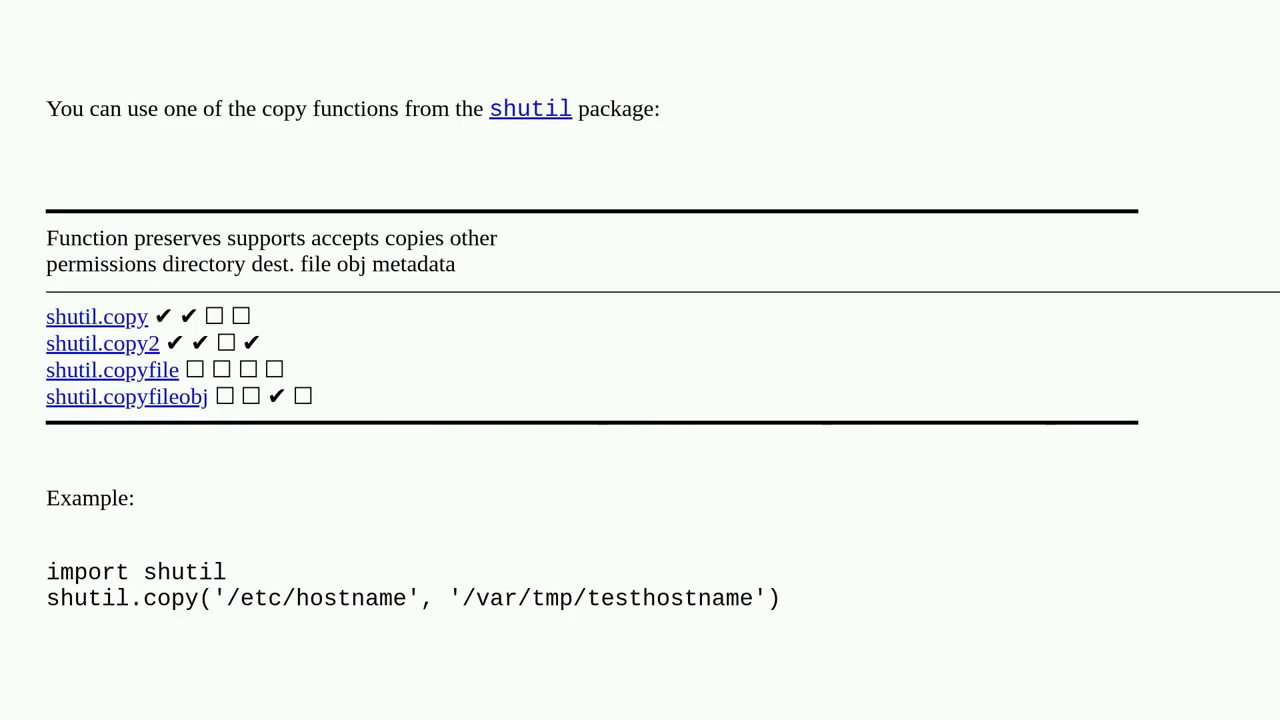 You can use one of the copy functions from the shutil package:
Function preserves supports accepts copies other
permissions directory dest. file obj metadata
shutil.copy ✔ ✔ ☐ ☐
shutil.copy2 ✔ ✔ ☐ ✔
shutil.copyfile ☐ ☐ ☐ ☐
shutil.copyfileobj ☐ ☐ ✔ ☐
Example:
import shutil
shutil.copy('/etc/hostname', '/var/tmp/testhostname')